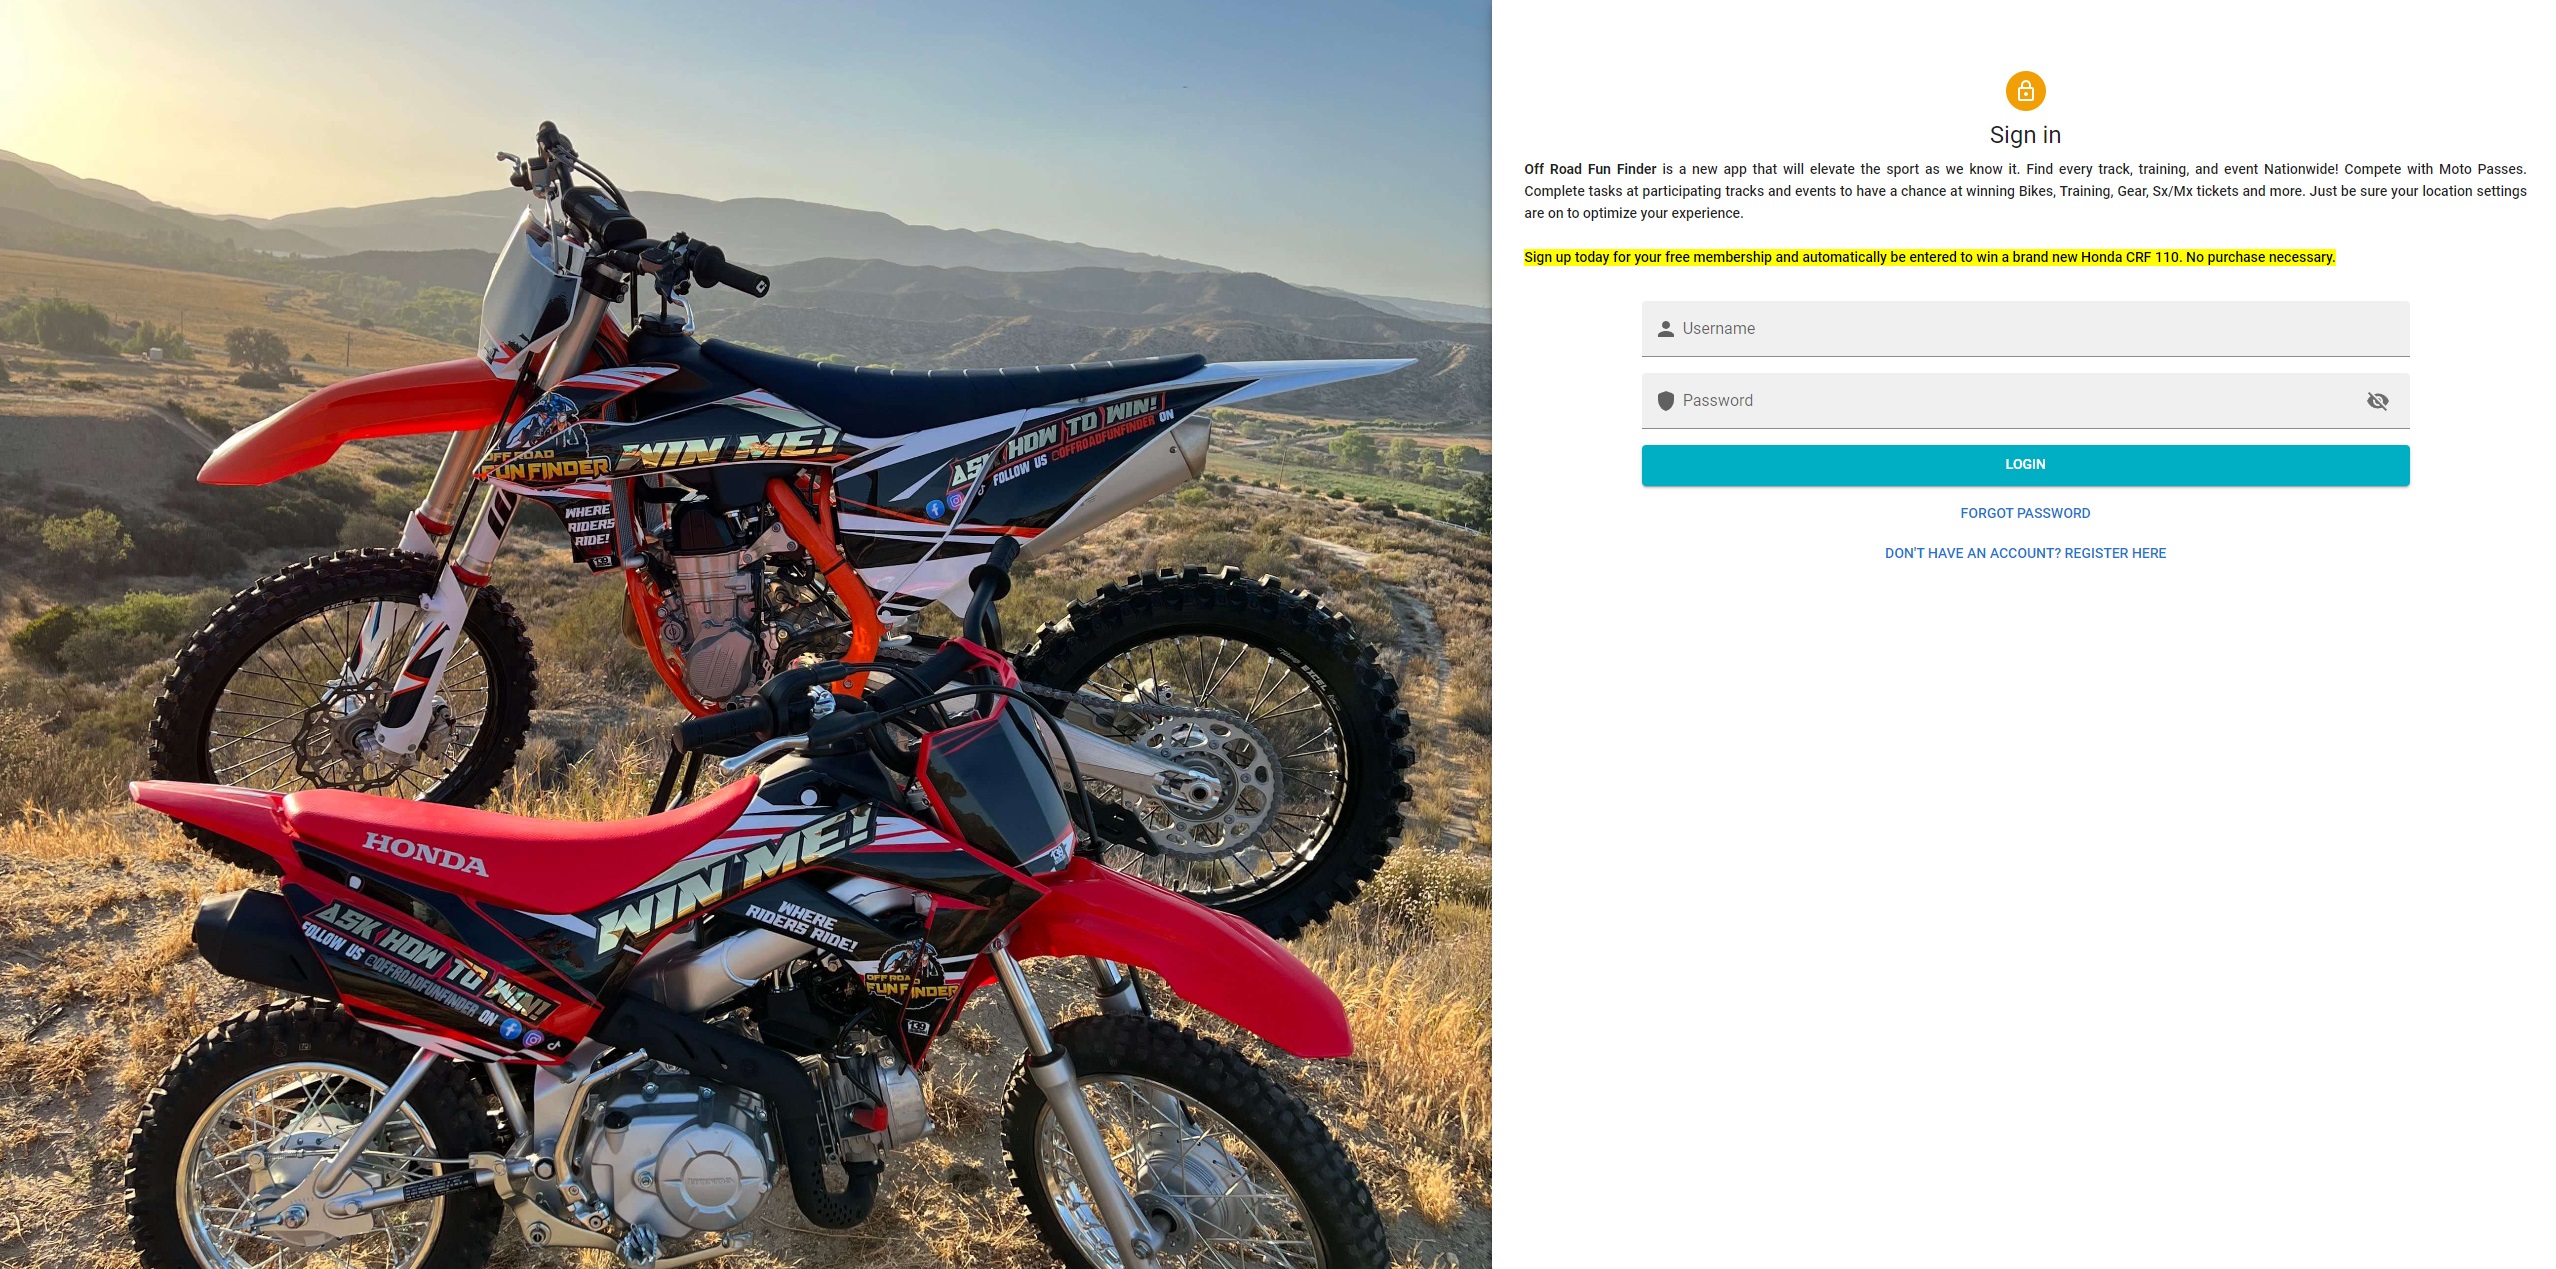 OFF ROAD
FUN FINDER
WIN ME!
ASK HOW TO WIN!
FOLLOW US @OFFROADFUNFINDER ON
WHERE
RIDERS
RIDE!
139
EXCEL
HONDA
WIN ME!
ASK HOW TO WIN!
FOLLOW US @OFFROADFUNFINDER ON
WHERE
RIDERS RIDE!
OFF ROAD
FUN FINDER
139
139
HONDA
Sign in
Off Road Fun Finder is a new app that will elevate the sport as we know it. Find every track, training, and event Nationwide! Compete with Moto Passes.
Complete tasks at participating tracks and events to have a chance at winning Bikes, Training, Gear, Sx/Mx tickets and more. Just be sure your location settings
are on to optimize your experience.
Sign up today for your free membership and automatically be entered to win a brand new Honda CRF 110. No purchase necessary.
Username
Password
LOGIN
FORGOT PASSWORD
DON'T HAVE AN ACCOUNT? REGISTER HERE